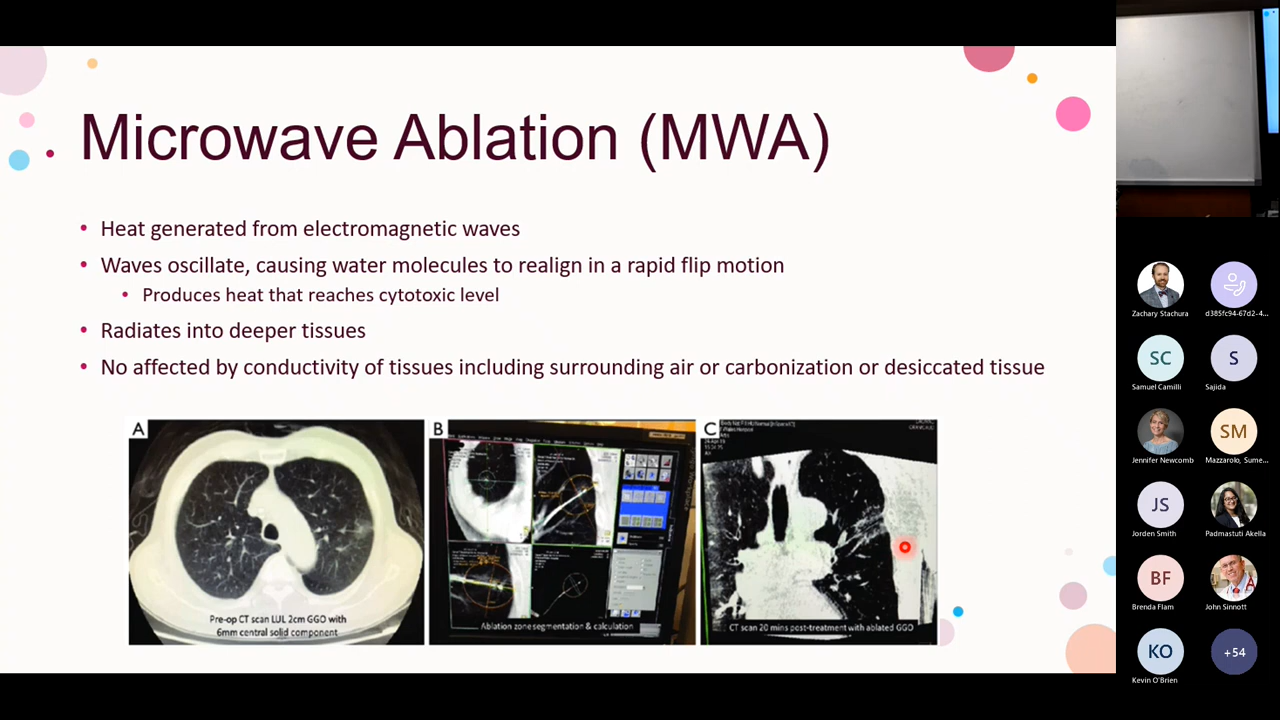 Microwave Ablation (MWA)
• Heat generated from electromagnetic waves
• Waves oscillate, causing water molecules to realign in a rapid flip motion
• Produces heat that reaches cytotoxic level
• Radiates into deeper tissues
• No affected by conductivity of tissues including surrounding air or carbonization or desiccated tissue
A
Pre-op CT scan LUL 2cm GGO with
6mm central solid component
B
Ablation zone segmentation & calculation
C
CT scan 20 mins post-treatment with ablated GGO
Zachary Stachura
d385fc94-67d2-4...
SC
Samuel Camilli
S
Sajida
Jennifer Newcomb
SM
Mazzarolo, Sume...
JS
Jorden Smith
Padmastuti Akella
BF
Brenda Flam
John Sinnott
KO
Kevin O'Brien
+54